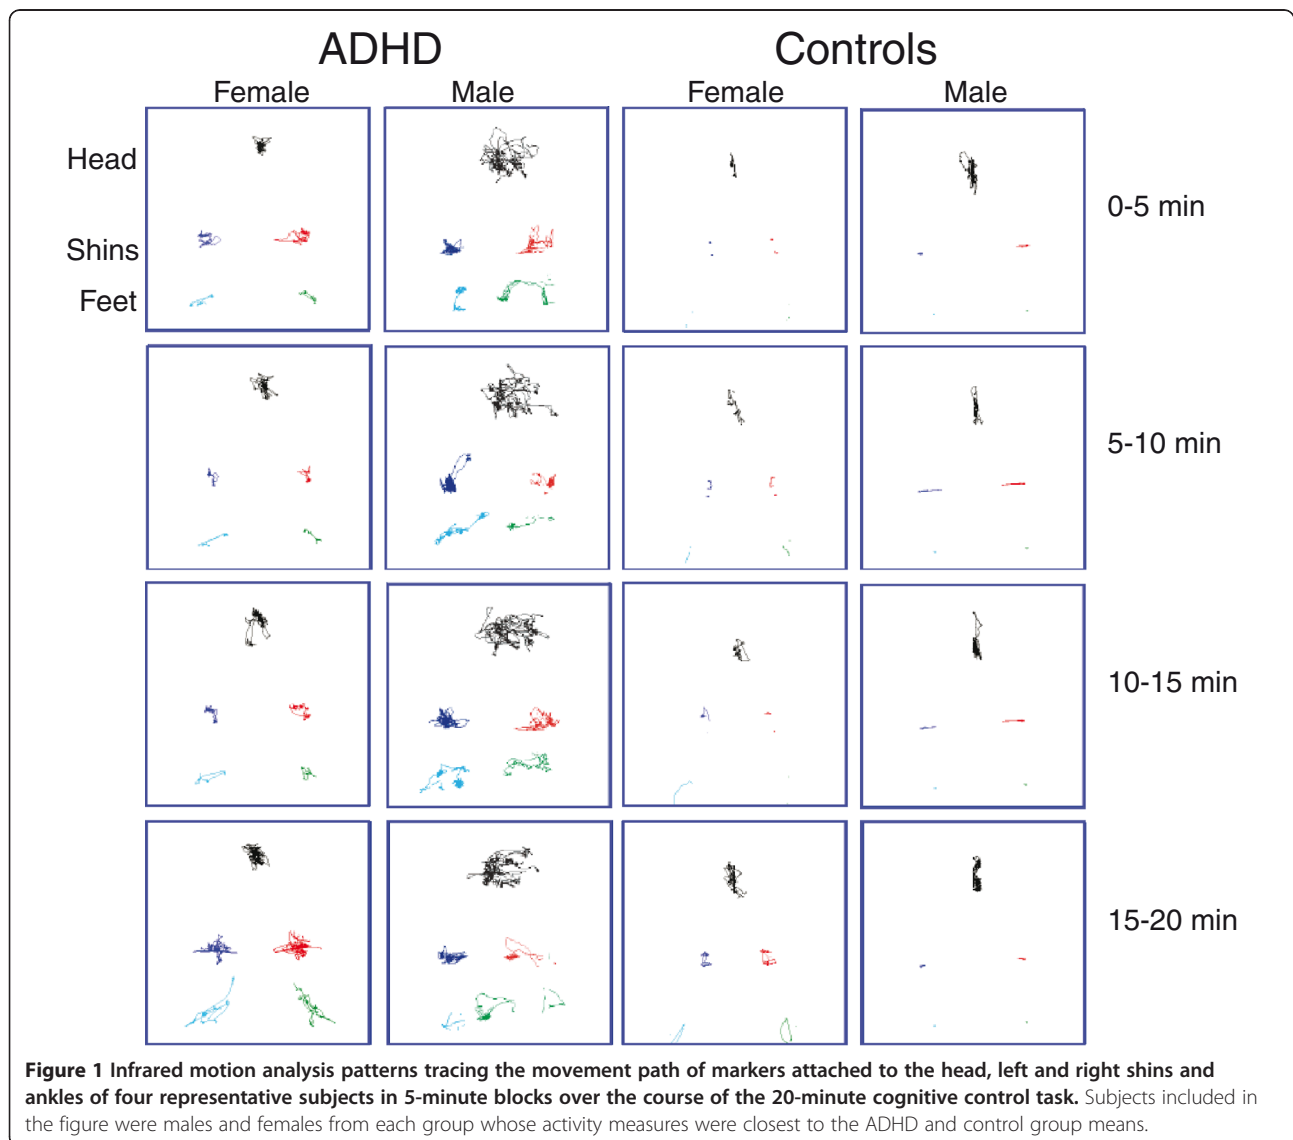 ADHD Controls
Female Male Female Male
Head
Shins
Feet
0-5 min
5-10 min
10-15 min
15-20 min
Figure 1 Infrared motion analysis patterns tracing the movement path of markers attached to the head, left and right shins and
ankles of four representative subjects in 5-minute blocks over the course of the 20-minute cognitive control task. Subjects included in
the figure were males and females from each group whose activity measures were closest to the ADHD and control group means.